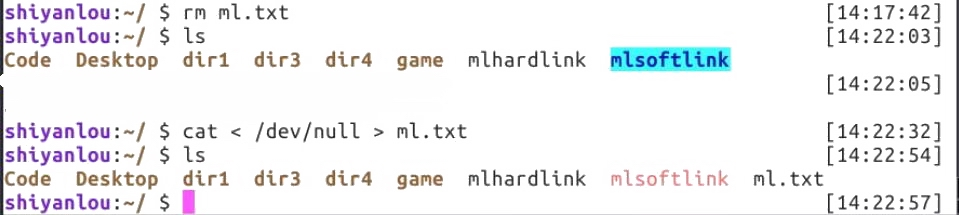 shiyanlou:~/ $ rm ml.txt [14:17:42]
shiyanlou:~/ $ ls [14:22:03]
Code Desktop dir1 dir3 dir4 game mlhardlink mlsoftlink
[14:22:05]
shiyanlou:~/ $ cat < /dev/null > ml.txt [14:22:32]
shiyanlou:~/ $ ls [14:22:54]
Code Desktop dir1 dir3 dir4 game mlhardlink mlsoftlink ml.txt
shiyanlou:~/ $ [14:22:57]